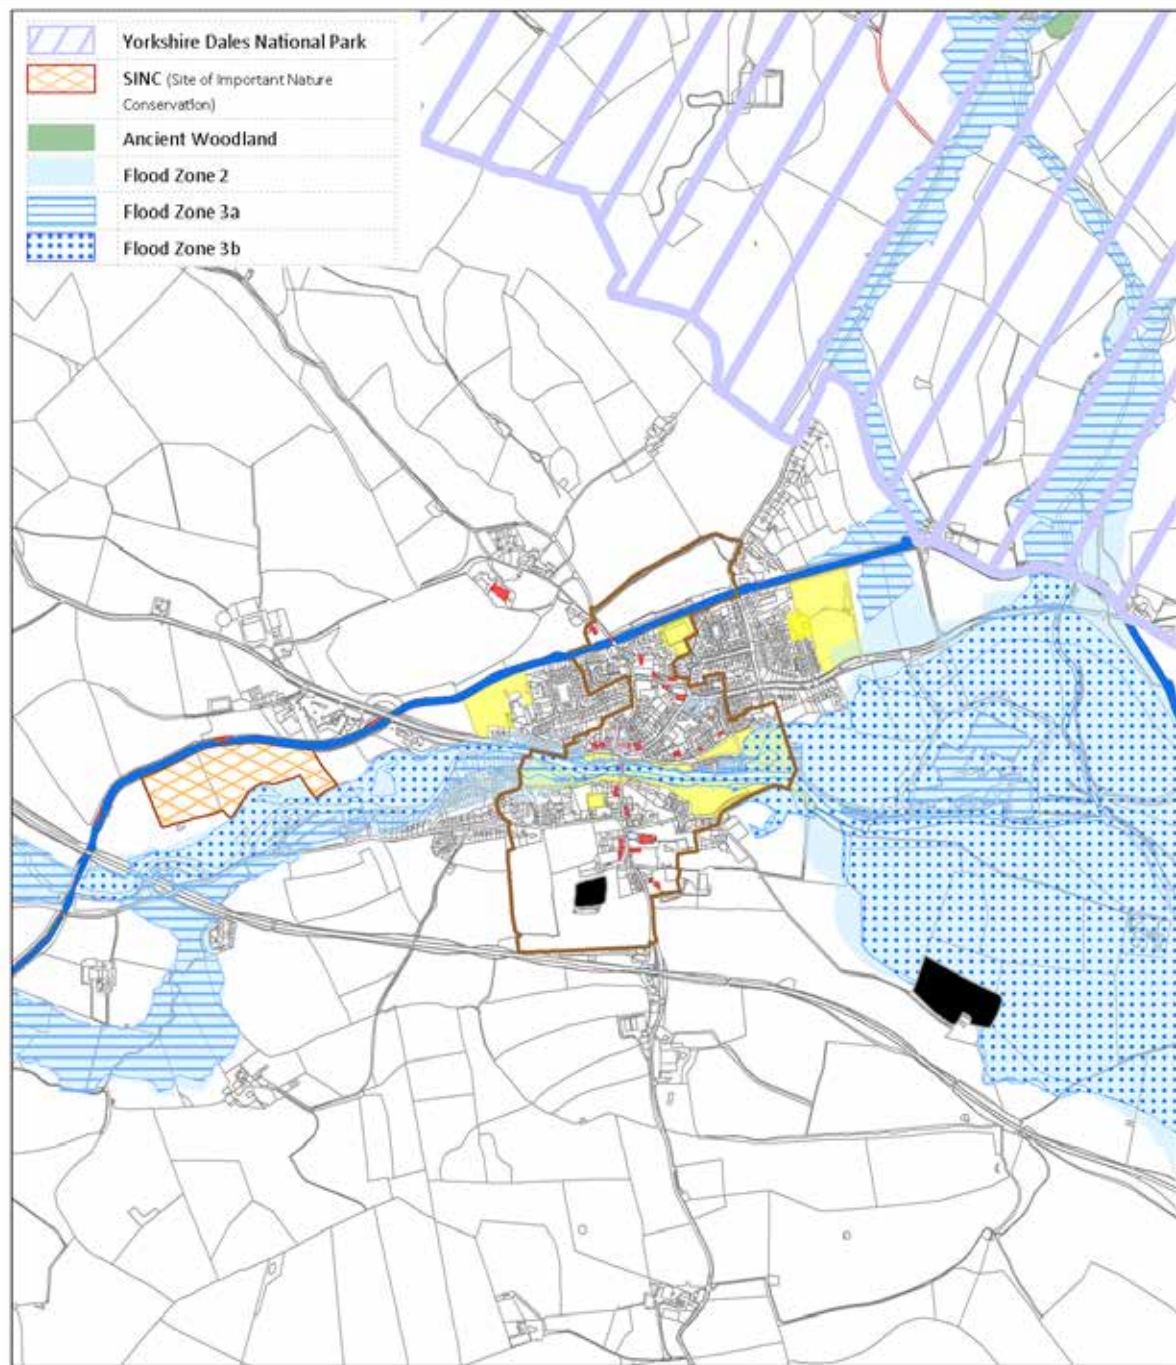 Yorkshire Dales National Park
SINC (Site of Important Nature
Conservation)
Ancient Woodland
Flood Zone 2
Flood Zone 3a
Flood Zone 3b